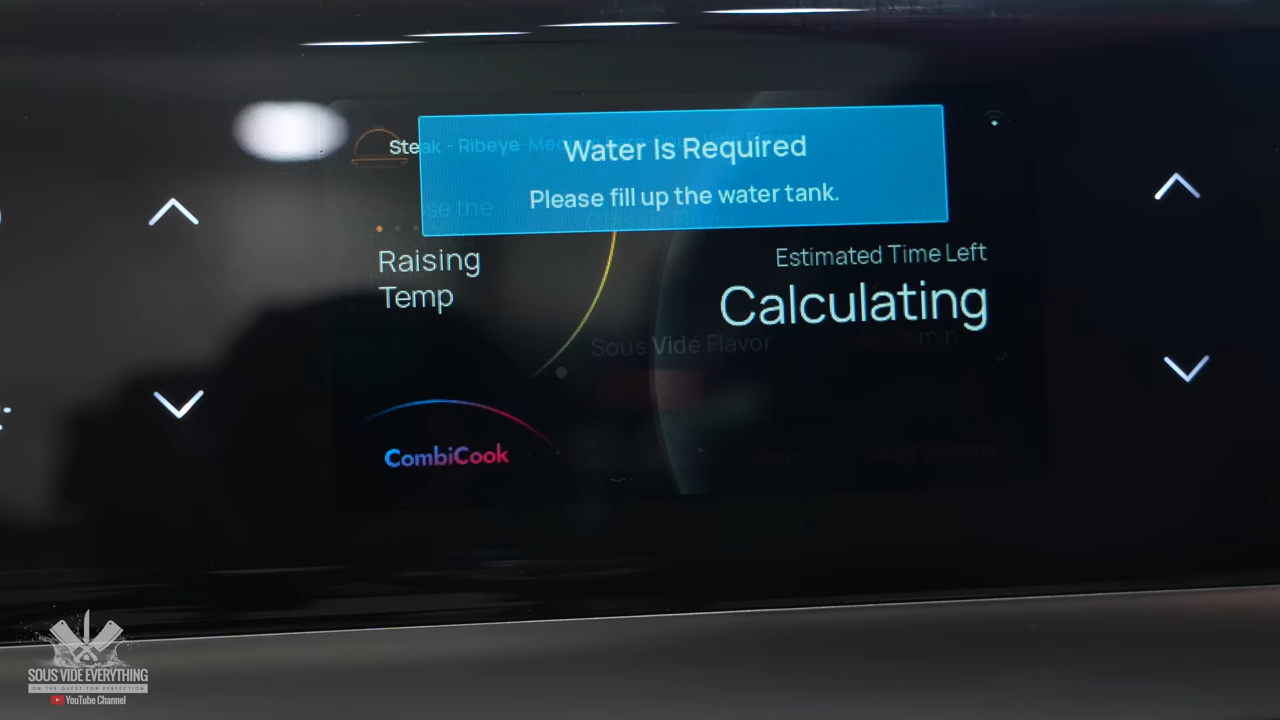 Steak - Ribeye-Med
Water Is Required
Please fill up the water tank.
Raising
Temp
Estimated Time Left
Calculating
Sous Vide Flavor
min
CombiCook
SOUS VIDE EVERYTHING
ON THE QUEST FOR PERFECTION
YouTube Channel